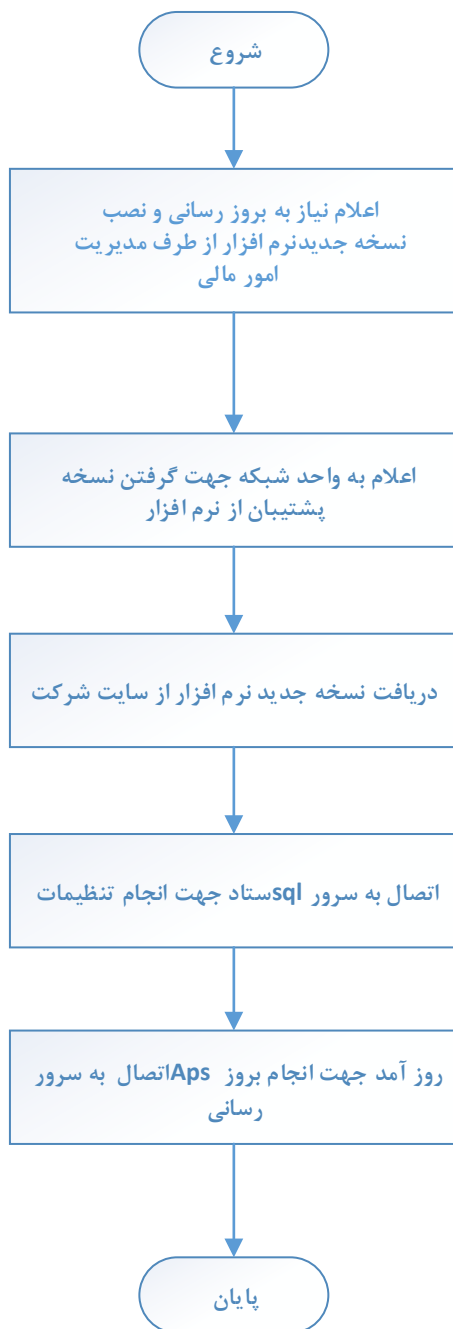 شروع
اعلام نیاز به بروز رسانی و نصب
نسخه جدیدنرم افزار از طرف مدیریت
امور مالی
اعلام به واحد شبکه جهت گرفتن نسخه
پشتیبان از نرم افزار
دریافت نسخه جدید نرم افزار از سایت شرکت
اتصال به سرور sqlستاد جهت انجام تنظیمات
روز آمد جهت انجام بروز Apsاتصال به سرور
رسانی
پایان